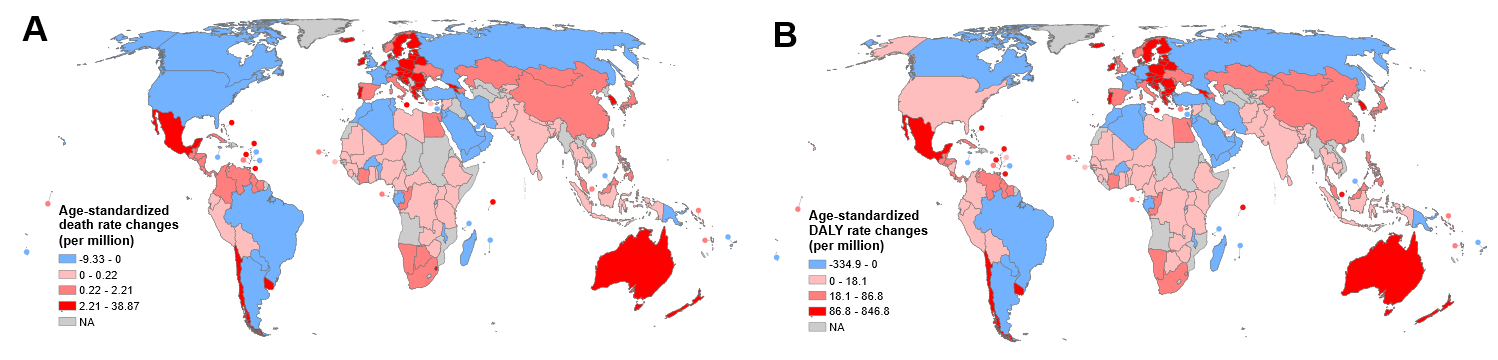 A
Age-standardized
death rate changes
(per million)
-9.33 - 0
0 - 0.22
0.22 - 2.21
2.21 - 38.87
NA
B
Age-standardized
DALY rate changes
(per million)
-334.9 - 0
0 - 18.1
18.1 - 86.8
86.8 - 846.8
NA